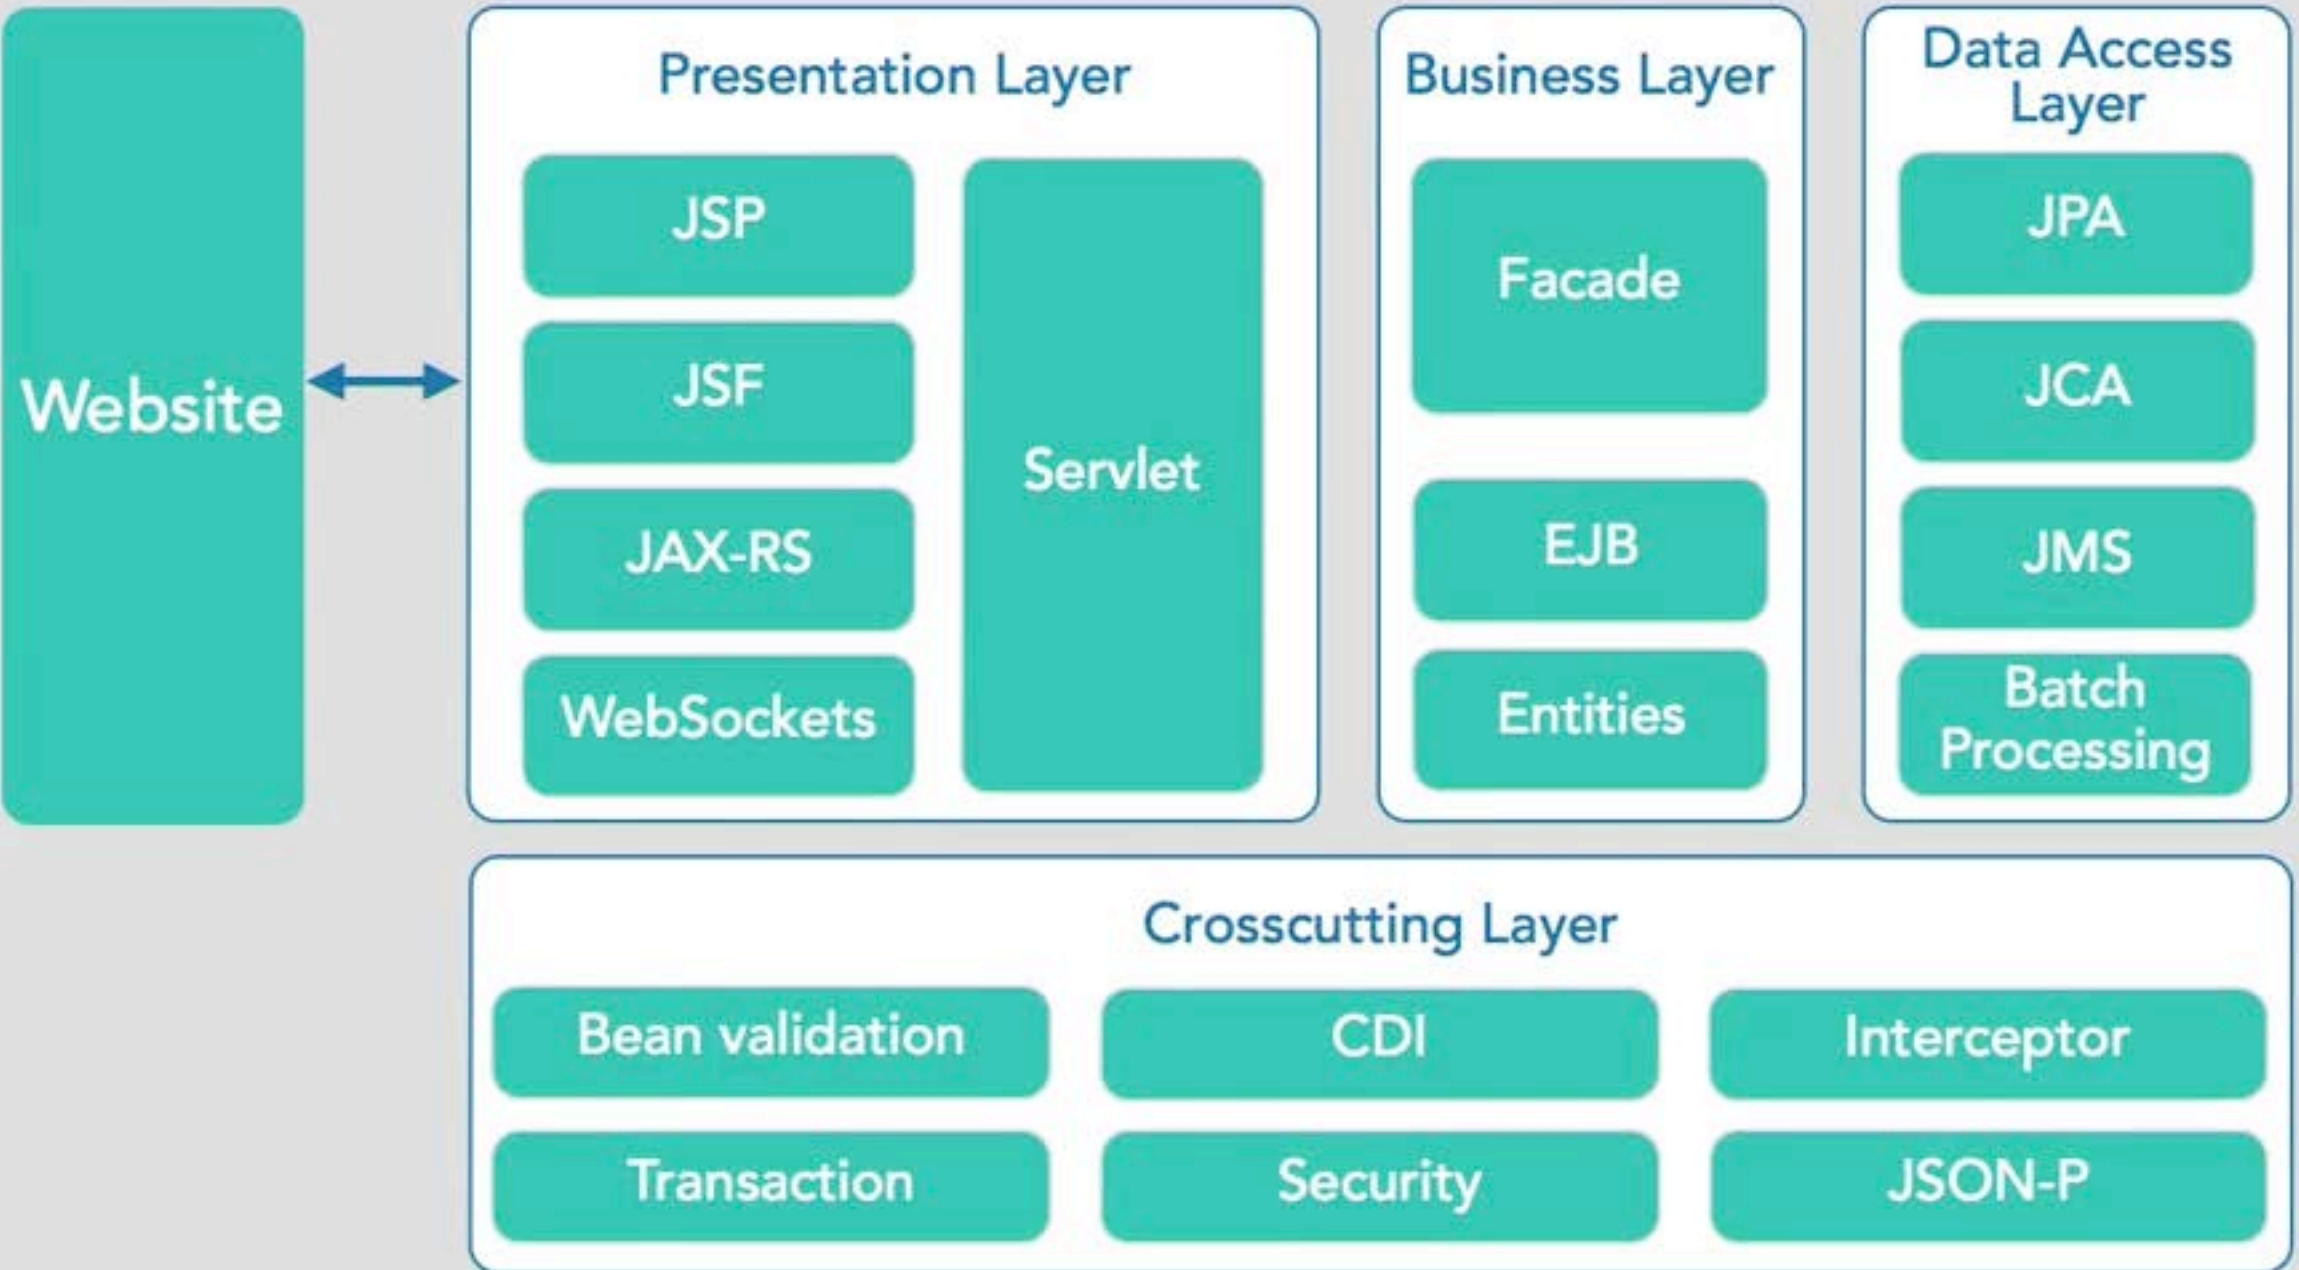 Website
Presentation Layer
JSP
JSF
JAX-RS
WebSockets
Servlet
Business Layer
Facade
EJB
Entities
Data Access
Layer
JPA
JCA
JMS
Batch
Processing
Crosscutting Layer
Bean validation
CDI
Interceptor
Transaction
Security
JSON-P